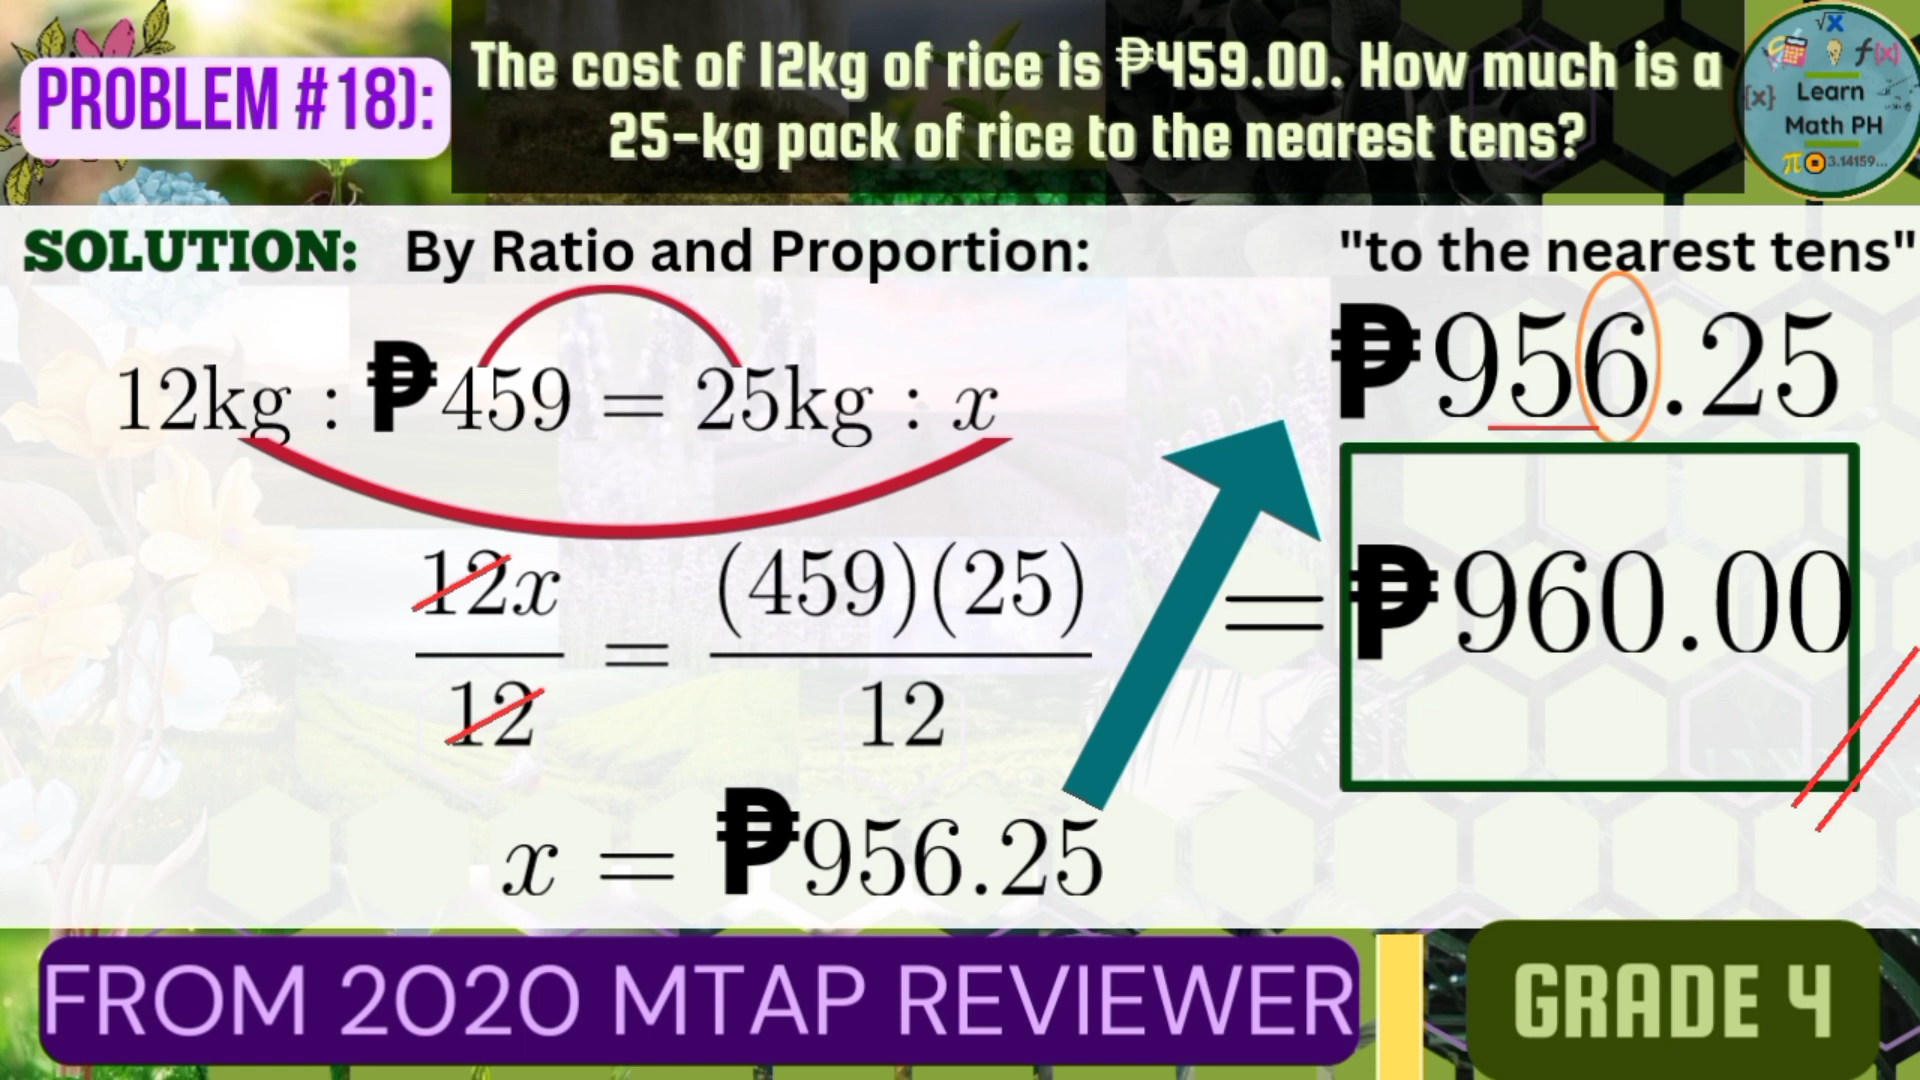 PROBLEM #18):
The cost of 12kg of rice is ₱459.00. How much is a
25-kg pack of rice to the nearest tens?
√x
f(x)
{x}
Learn
Math PH
π 3.14159...
SOLUTION: By Ratio and Proportion:
12kg : ₱459 = 25kg : x
12x / 12 = (459)(25) / 12
x = ₱956.25
"to the nearest tens"
₱956.25
= ₱960.00
FROM 2020 MTAP REVIEWER
GRADE 4